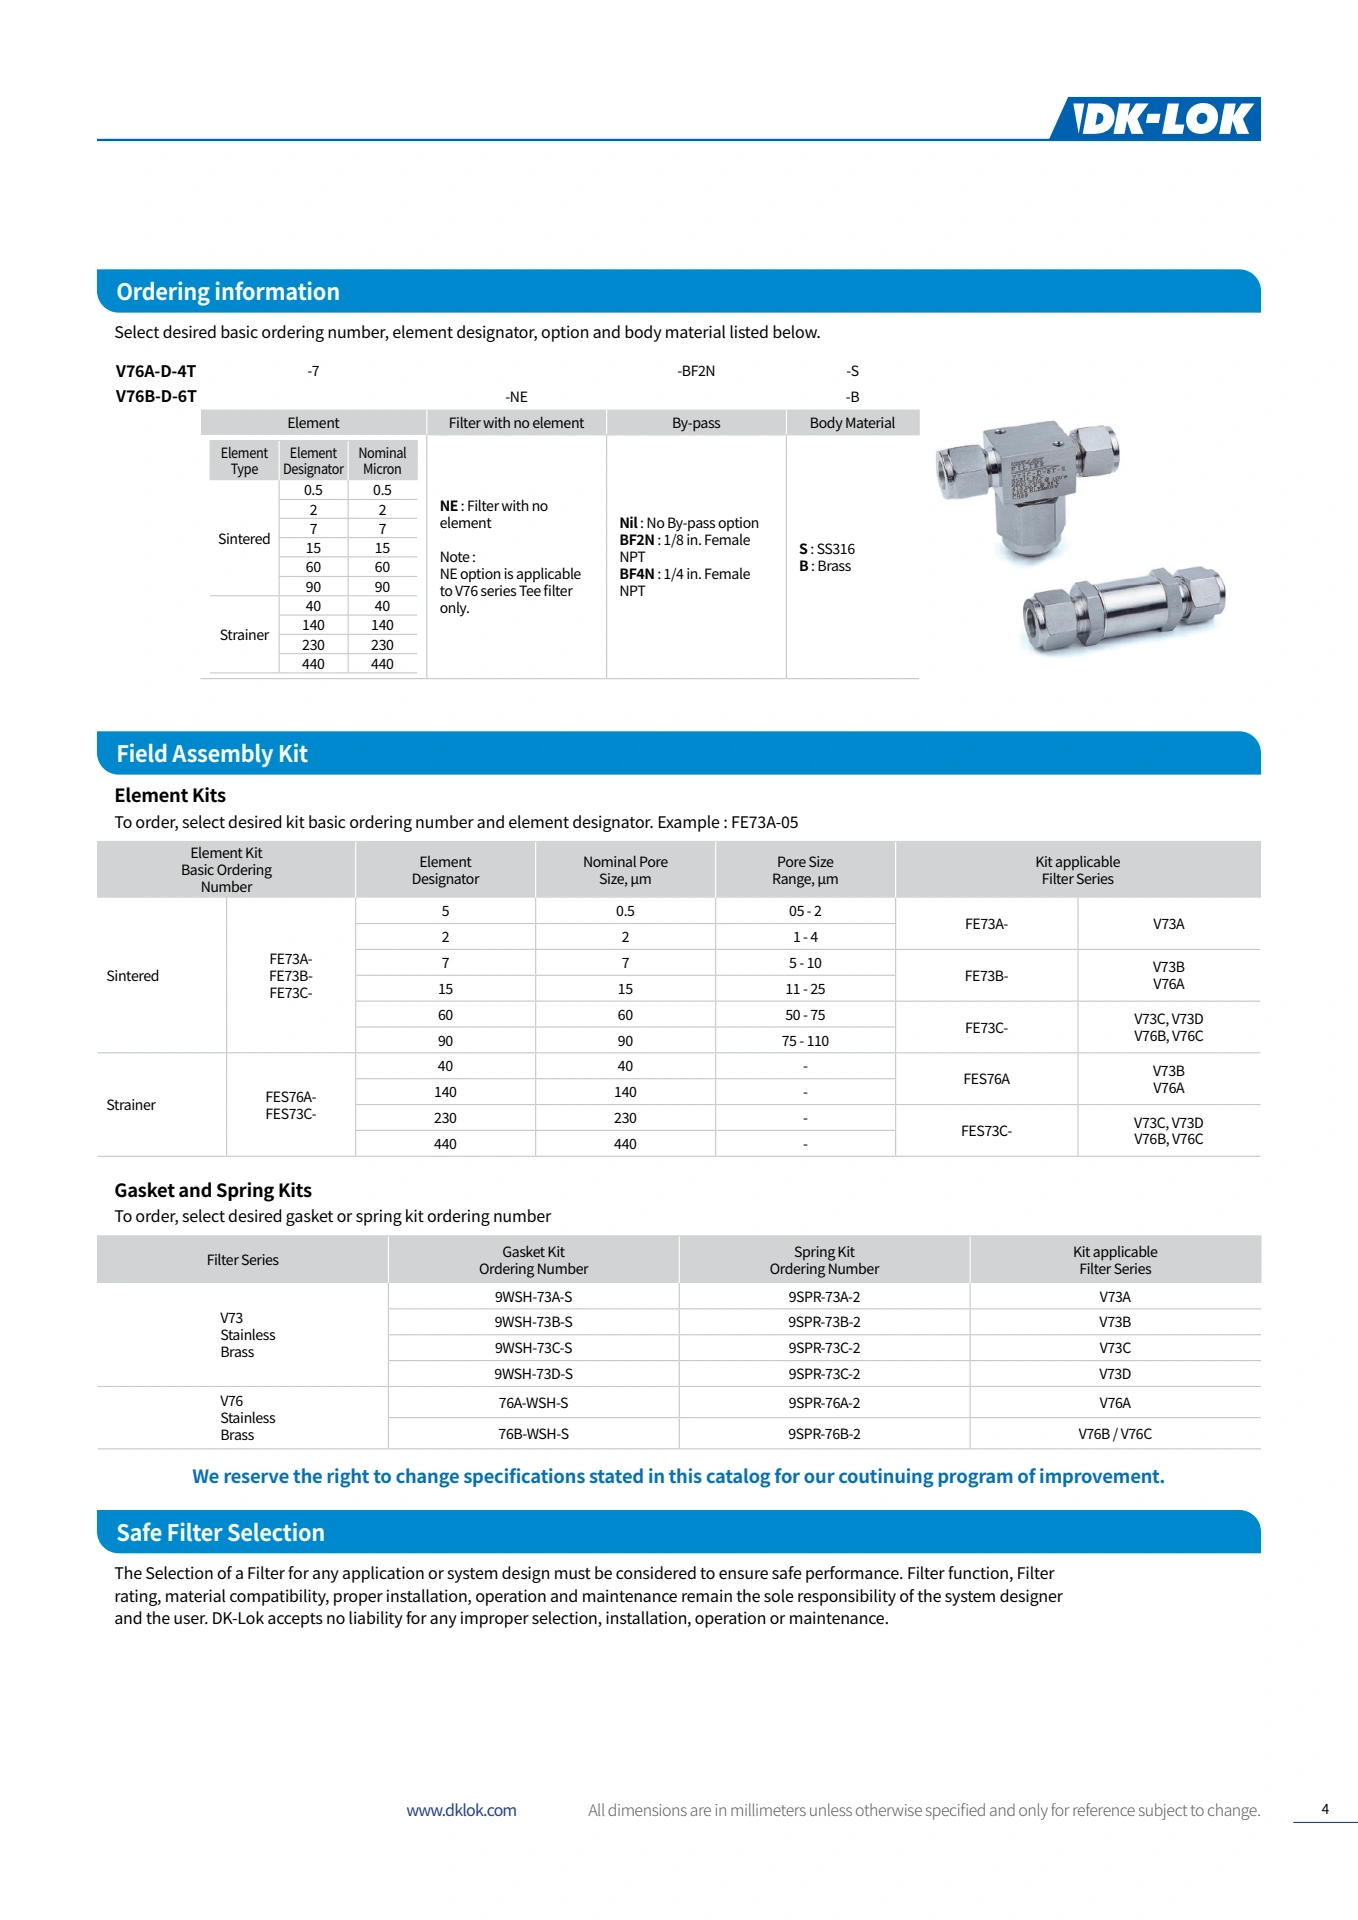 DK-LOK
Ordering information
Select desired basic ordering number, element designator, option and body material listed below.
V76A-D-4T -7 -BF2N -S
V76B-D-6T -NE -B
Element Filter with no element By-pass Body Material
Element Type Element Designator Nominal Micron
Sintered
0.5 0.5
2 2
7 7
15 15
60 60
90 90
Strainer
40 40
140 140
230 230
440 440
NE : Filter with no
element
Note :
NE option is applicable
to V76 series Tee filter
only.
Nil : No By-pass option
BF2N : 1/8 in. Female
NPT
BF4N : 1/4 in. Female
NPT
S : SS316
B : Brass
FILTER
Field Assembly Kit
Element Kits
To order, select desired kit basic ordering number and element designator. Example : FE73A-05
Element Kit
Basic Ordering
Number
Element
Designator
Nominal Pore
Size, µm
Pore Size
Range, µm
Kit applicable
Filter Series
Sintered
FE73A-
FE73B-
FE73C-
5 0.5 05 - 2
2 2 1 - 4
7 7 5 - 10
15 15 11 - 25
60 60 50 - 75
90 90 75 - 110
FE73A- V73A
FE73B- V73B
V76A
FE73C- V73C, V73D
V76B, V76C
Strainer
FES76A-
FES73C-
40 40 -
140 140 -
230 230 -
440 440 -
FES76A V73B
V76A
FES73C- V73C, V73D
V76B, V76C
Gasket and Spring Kits
To order, select desired gasket or spring kit ordering number
Filter Series
Gasket Kit
Ordering Number
Spring Kit
Ordering Number
Kit applicable
Filter Series
V73
Stainless
Brass
9WSH-73A-S 9SPR-73A-2 V73A
9WSH-73B-S 9SPR-73B-2 V73B
9WSH-73C-S 9SPR-73C-2 V73C
9WSH-73D-S 9SPR-73C-2 V73D
V76
Stainless
Brass
76A-WSH-S 9SPR-76A-2 V76A
76B-WSH-S 9SPR-76B-2 V76B / V76C
We reserve the right to change specifications stated in this catalog for our coutinuing program of improvement.
Safe Filter Selection
The Selection of a Filter for any application or system design must be considered to ensure safe performance. Filter function, Filter
rating, material compatibility, proper installation, operation and maintenance remain the sole responsibility of the system designer
and the user. DK-Lok accepts no liability for any improper selection, installation, operation or maintenance.
www.dklok.com All dimensions are in millimeters unless otherwise specified and only for reference subject to change. 4